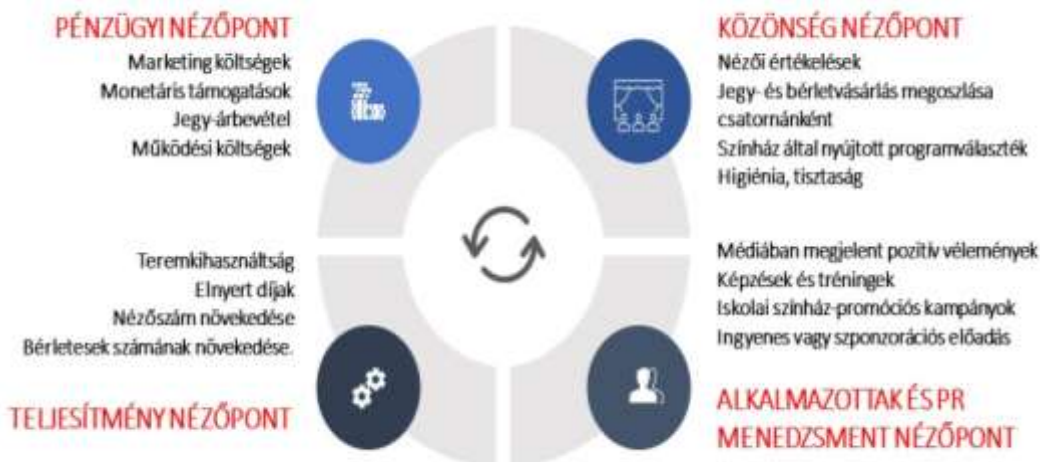 PÉNZÜGYI NÉZŐPONT
Marketing költségek
Monetáris támogatások
Jegy-árbevétel
Működési költségek
KÖZÖNSÉG NÉZŐPONT
Nézői értékelések
Jegy- és bérletvásárlás megoszlása
csatornánként
Színház által nyújtott programválaszték
Higiénia, tisztaság
Teremkihasználtság
Elnyert díjak
Nézőszám növekedése
Bérletesek számának növekedése.
TELJESÍTMÉNY NÉZŐPONT
Médiában megjelent pozitív vélemények
Képzések és tréningek
Iskolai színház-promóciós kampányok
Ingyenes vagy szponzorációs előadás
ALKALMAZOTTAK ÉS PR
MENEDZSMENT NÉZŐPONT